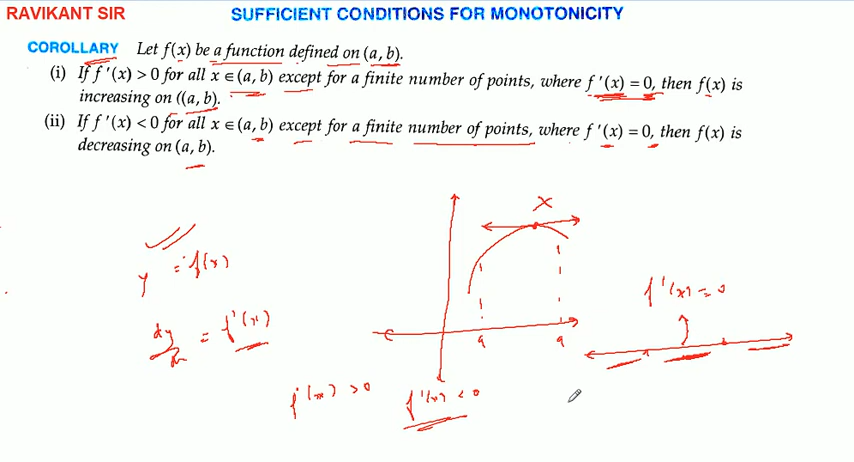 RAVIKANT SIR
SUFFICIENT CONDITIONS FOR MONOTONICITY
COROLLARY Let f(x) be a function defined on (a, b).
(i) If f '(x) > 0 for all x ∈ (a, b) except for a finite number of points, where f '(x) = 0, then f(x) is
increasing on ((a, b).
(ii) If f '(x) < 0 for all x ∈ (a, b) except for a finite number of points, where f '(x) = 0, then f(x) is
decreasing on (a, b).
x
y = f(x)
f'(x) = 0
dy/dx = f'(x)
a a
f'(x) > 0 f'(x) < 0